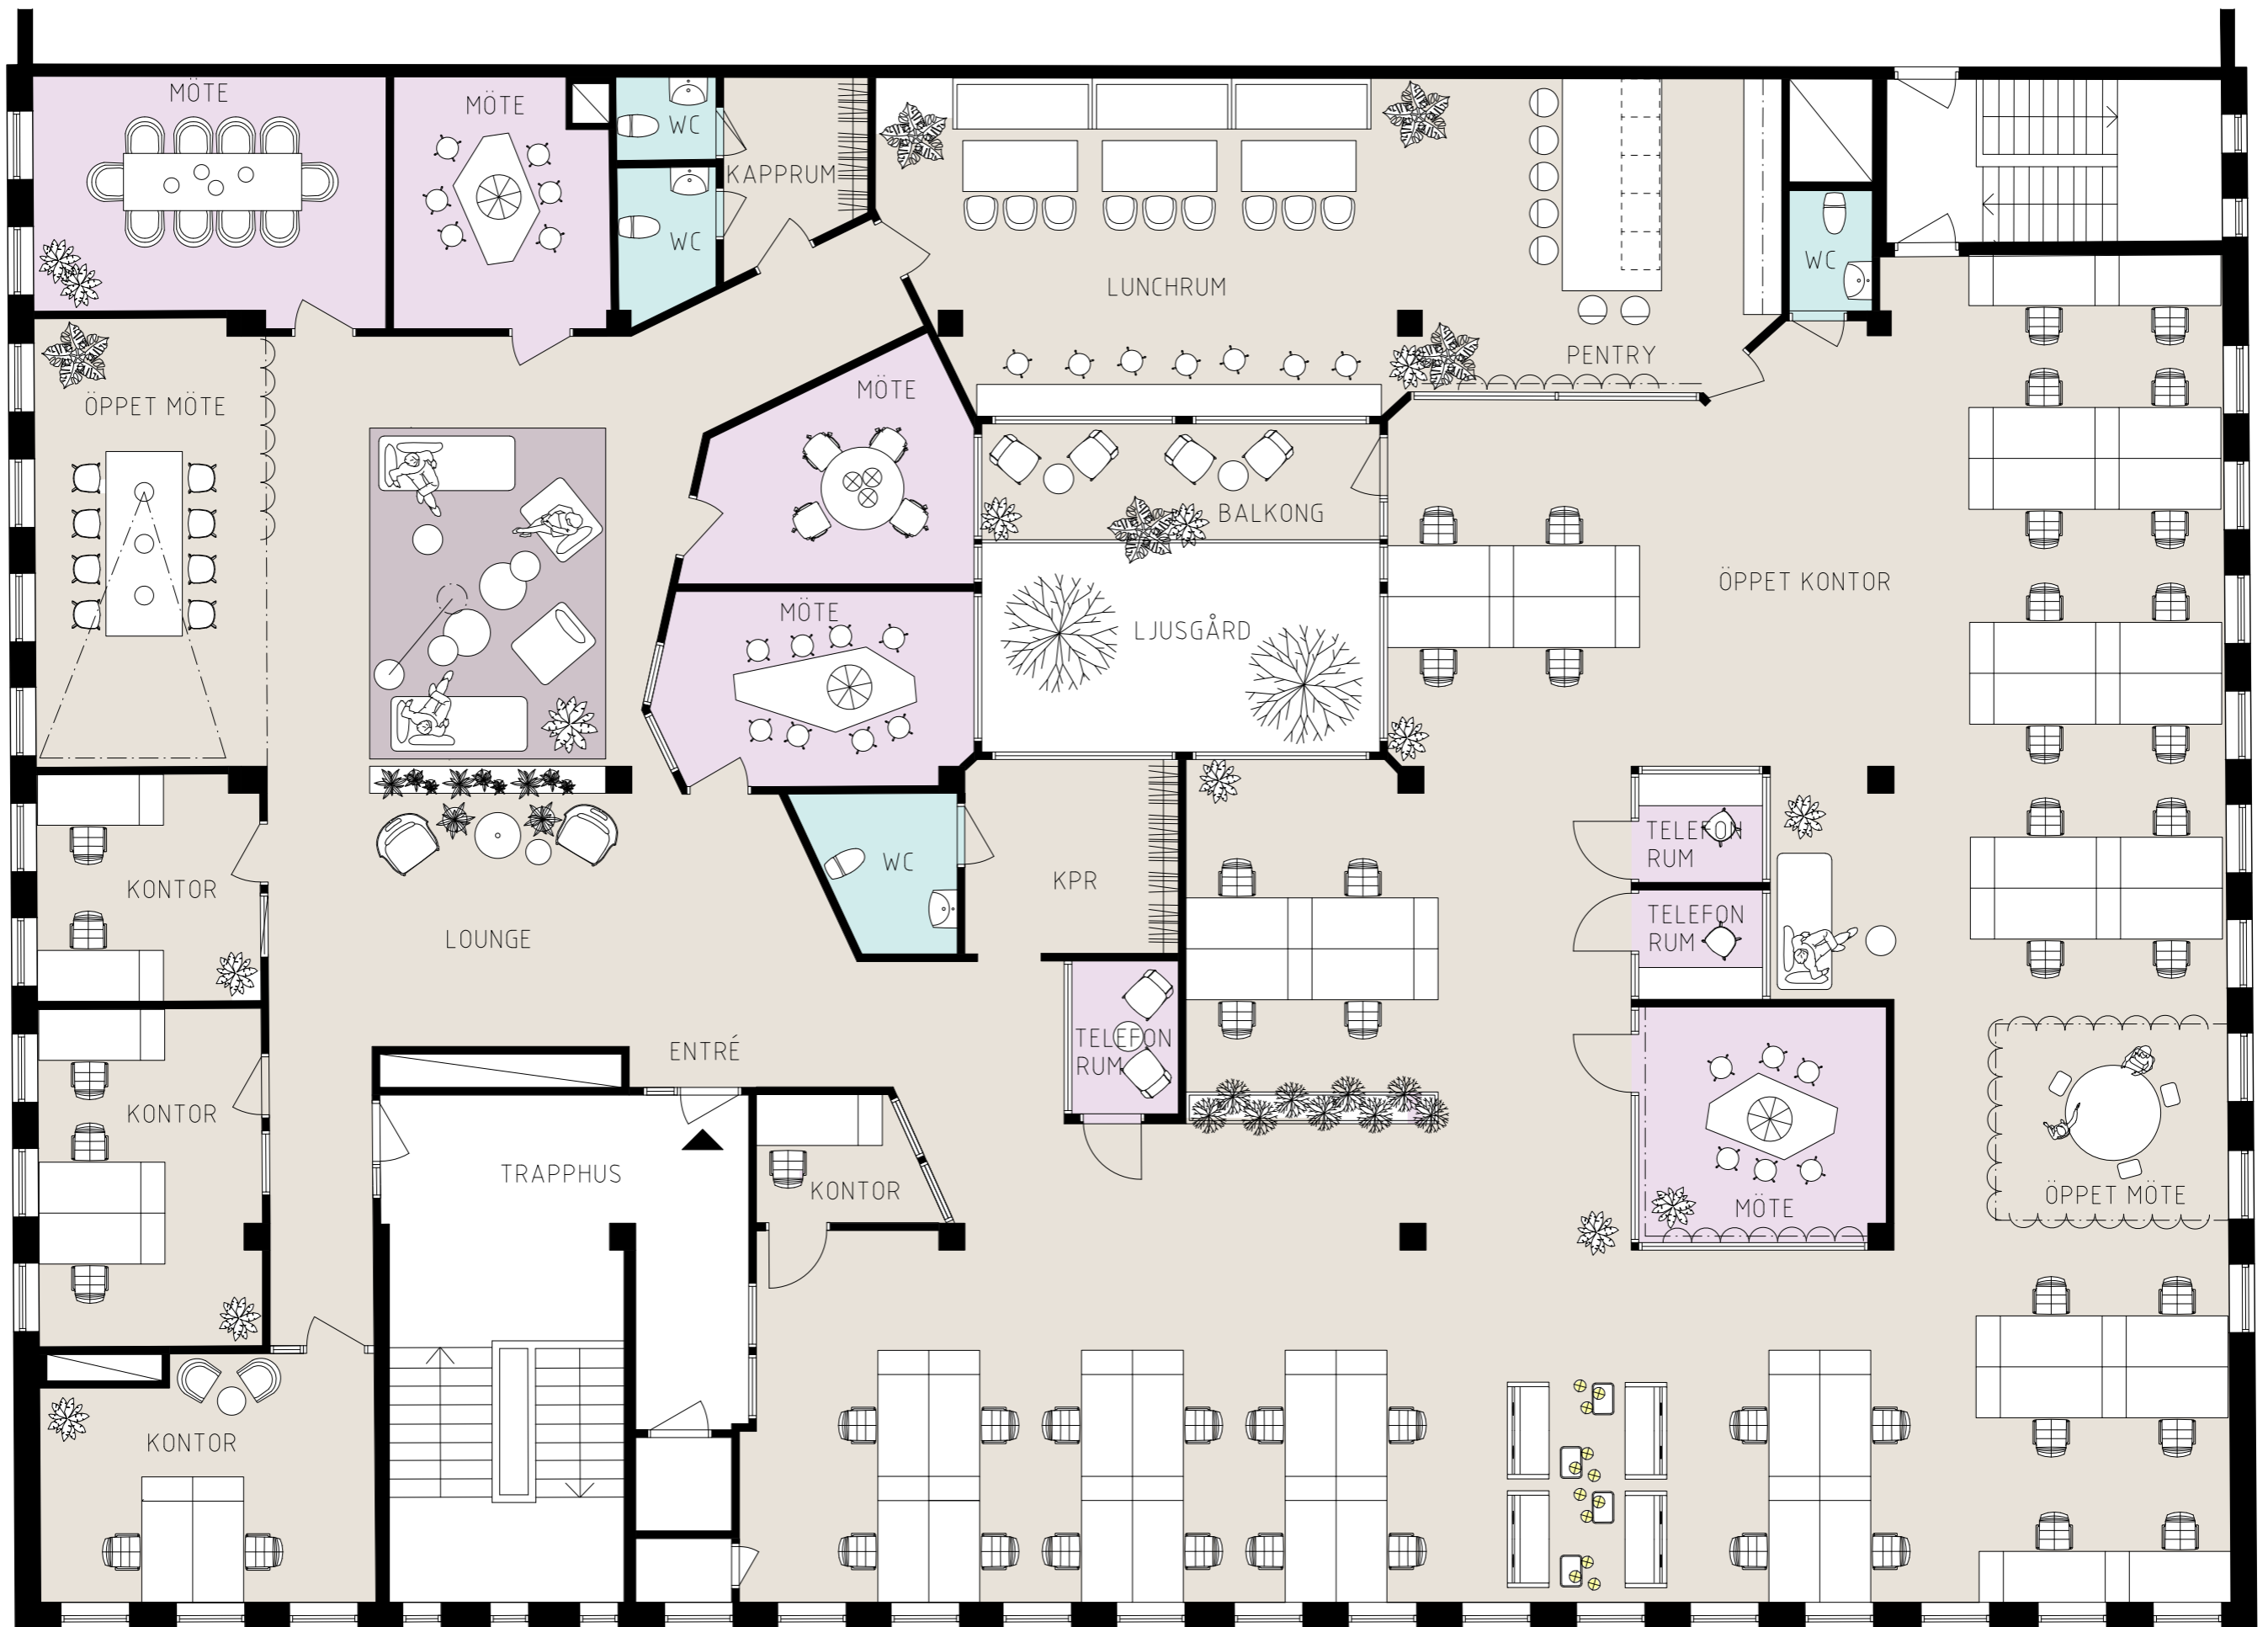 MÖTE
MÖTE
WC
KAPPRUM
WC
WC
LUNCHRUM
PENTRY
MÖTE
ÖPPET MÖTE
BALKONG
ÖPPET KONTOR
MÖTE
LJUSGÅRD
TELEFON
RUM
WC
KPR
KONTOR
TELEFON
RUM
LOUNGE
TELEFON
RUM
ENTRÉ
KONTOR
TRAPPHUS
KONTOR
ÖPPET MÖTE
MÖTE
KONTOR